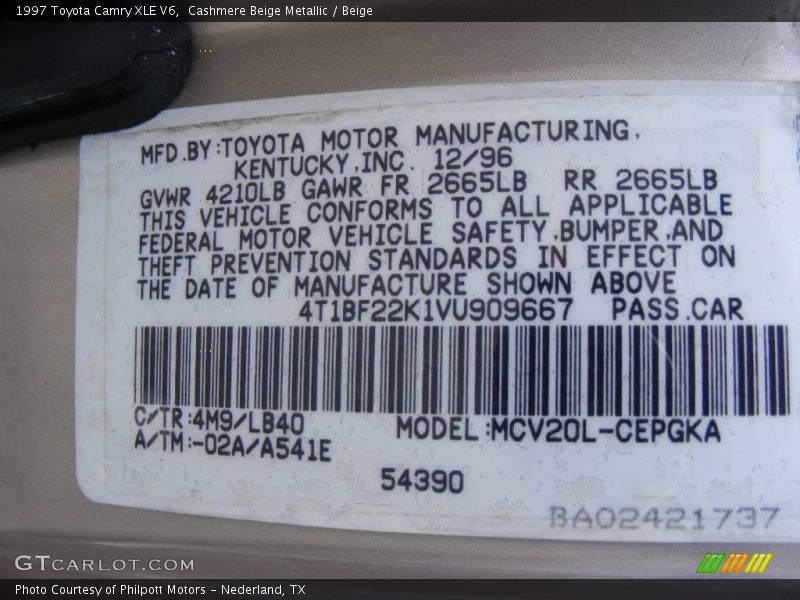 1997 Toyota Camry XLE V6,  Cashmere Beige Metallic / Beige
MFD.BY:TOYOTA MOTOR MANUFACTURING,
KENTUCKY,INC. 12/96
GVWR 4210LB GAWR FR 2665LB RR 2665LB
THIS VEHICLE CONFORMS TO ALL APPLICABLE
FEDERAL MOTOR VEHICLE SAFETY,BUMPER,AND
THEFT PREVENTION STANDARDS IN EFFECT ON
THE DATE OF MANUFACTURE SHOWN ABOVE
4T1BF22K1VU909667 PASS.CAR
C/TR:4M9/LB40
A/TM:-02A/A541E
MODEL:MCV20L-CEPGKA
54390
BA02421737
GTCARLOT.COM
Photo Courtesy of Philpott Motors - Nederland, TX